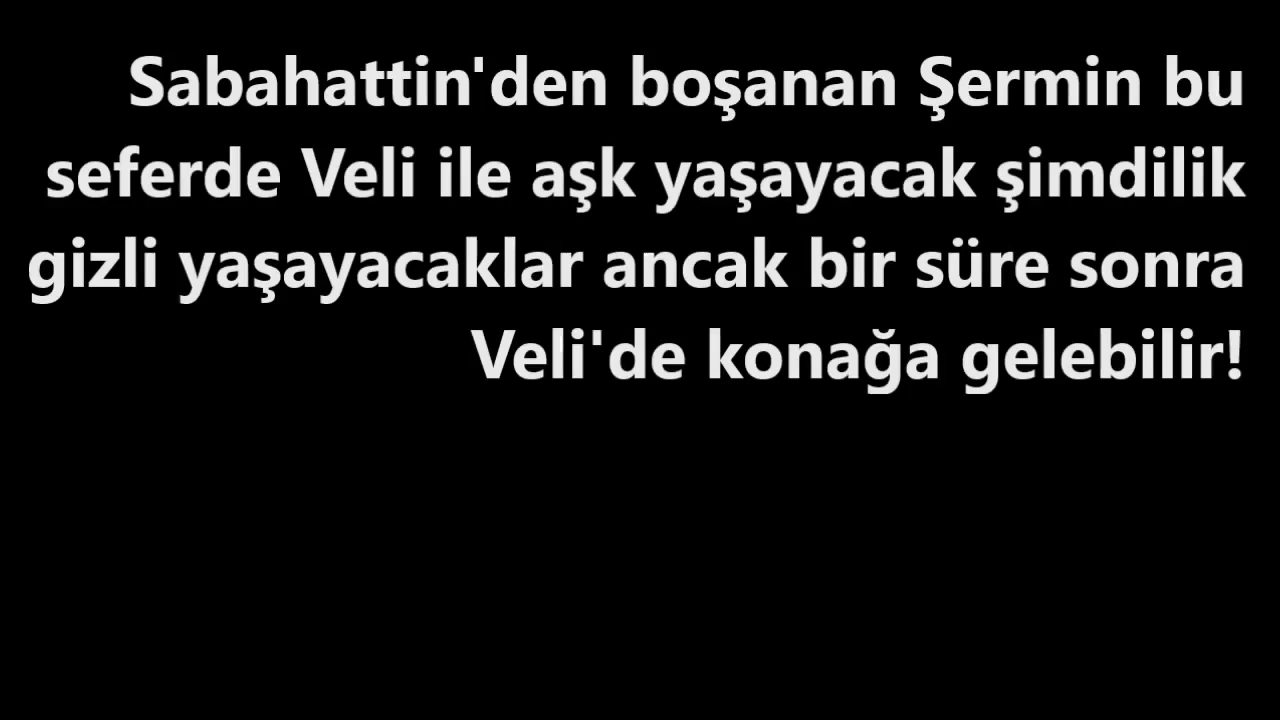 Sabahattin'den boşanan Şermin bu
seferde Veli ile aşk yaşayacak şimdilik
gizli yaşayacaklar ancak bir süre sonra
Veli'de konağa gelebilir!